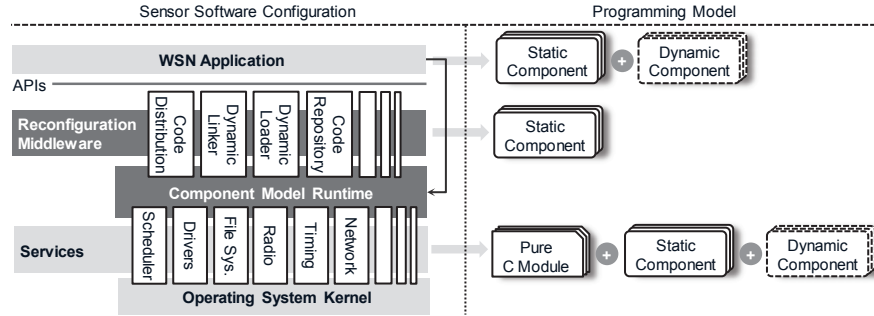 Sensor Software Configuration
Programming Model
WSN Application
Static
Component
+
Dynamic
Component
APIs
Reconfiguration
Middleware
Code
Distribution
Dynamic
Linker
Dynamic
Loader
Code
Repository
Static
Component
Component Model Runtime
Services
Scheduler
Drivers
File Sys.
Radio
Timing
Network
Pure
C Module
+
Static
Component
+
Dynamic
Component
Operating System Kernel